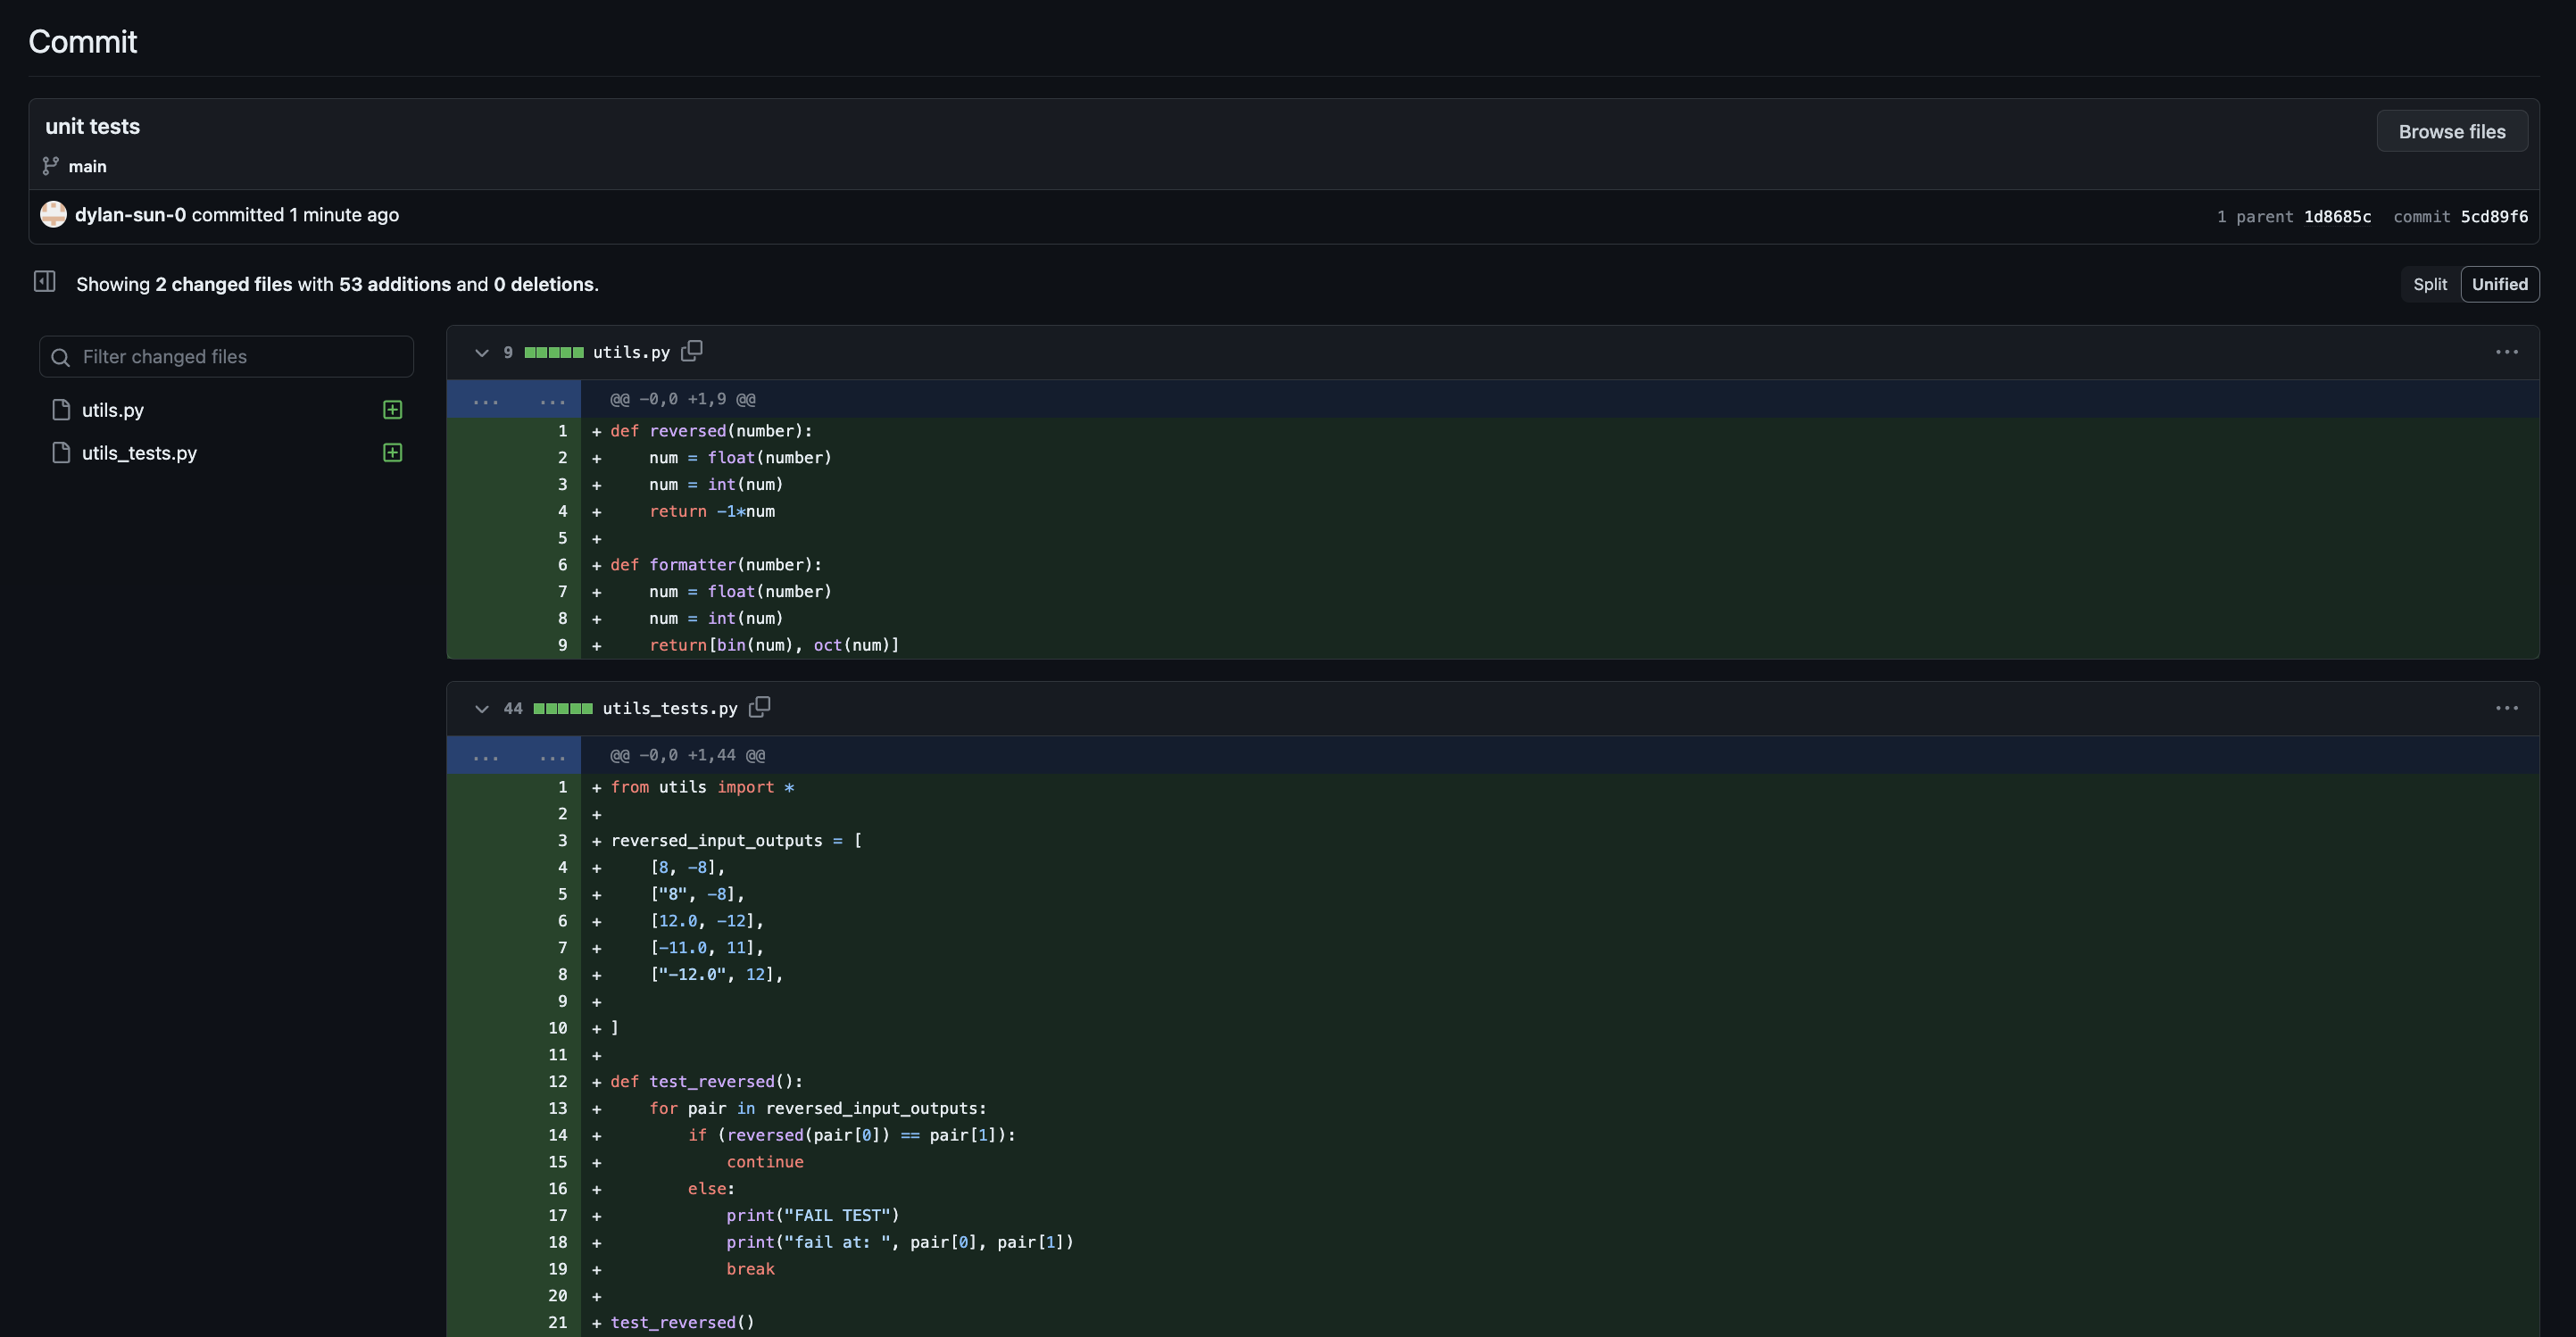 Commit
unit tests
Browse files
main
dylan-sun-0 committed 1 minute ago
1 parent 1d8685c commit 5cd89f6
Showing 2 changed files with 53 additions and 0 deletions.
Split Unified
Filter changed files
utils.py
utils_tests.py
9 utils.py
... ... @@ -0,0 +1,9 @@
1 + def reversed(number):
2 +     num = float(number)
3 +     num = int(num)
4 +     return -1*num
5 +
6 + def formatter(number):
7 +     num = float(number)
8 +     num = int(num)
9 +     return[bin(num), oct(num)]
44 utils_tests.py
... ... @@ -0,0 +1,44 @@
1 + from utils import *
2 +
3 + reversed_input_outputs = [
4 +     [8, -8],
5 +     ["8", -8],
6 +     [12.0, -12],
7 +     [-11.0, 11],
8 +     ["-12.0", 12],
9 +
10 + ]
11 +
12 + def test_reversed():
13 +     for pair in reversed_input_outputs:
14 +         if (reversed(pair[0]) == pair[1]):
15 +             continue
16 +         else:
17 +             print("FAIL TEST")
18 +             print("fail at: ", pair[0], pair[1])
19 +             break
20 +
21 + test_reversed()